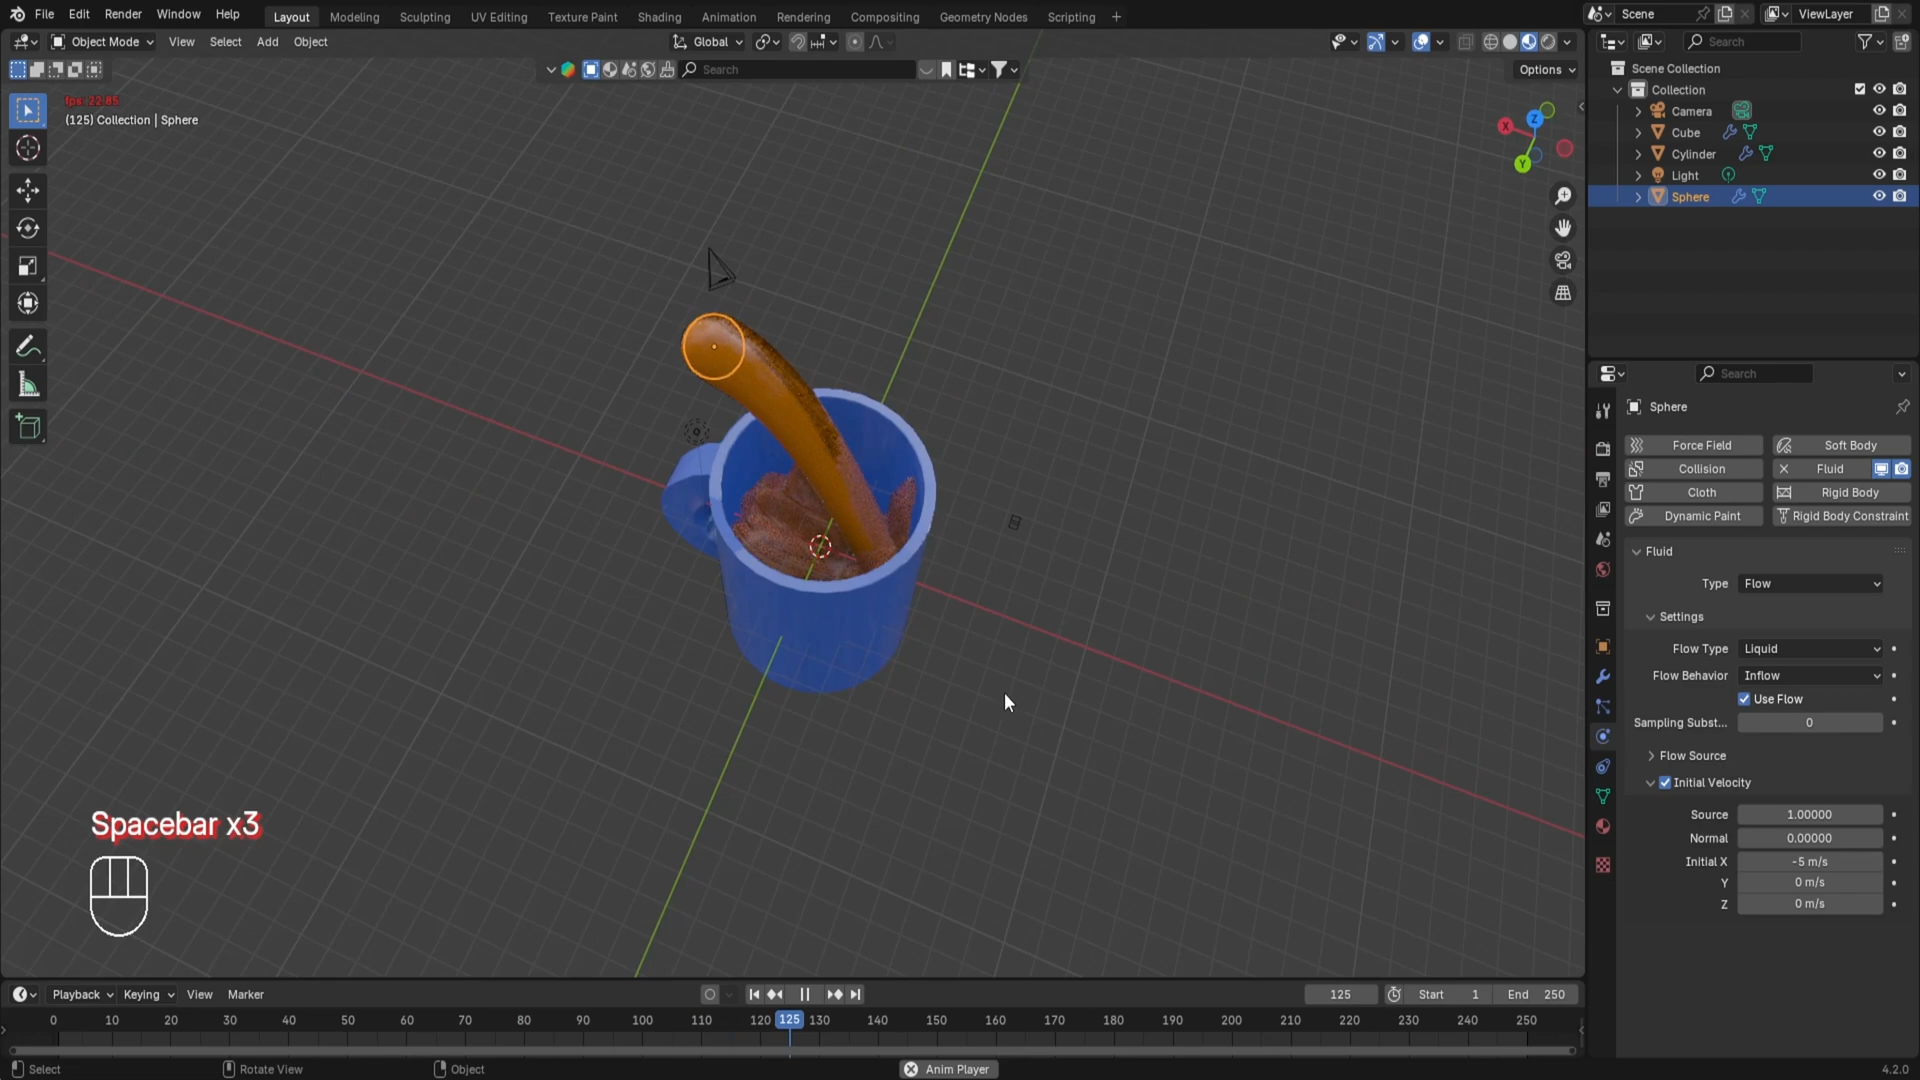 File Edit Render Window Help Layout Modeling Sculpting UV Editing Texture Paint Shading Animation Rendering Compositing Geometry Nodes Scripting + Scene ViewLayer
Object Mode View Select Add Object Global Search
Search Options
fps: 22.85
(125) Collection | Sphere
Scene Collection
Collection
Camera
Cube
Cylinder
Light
Sphere
X Z Y
Search
Sphere
Force Field Soft Body
Collision Fluid
Cloth Rigid Body
Dynamic Paint Rigid Body Constraint
Fluid
Type Flow
Settings
Flow Type Liquid
Flow Behavior Inflow
Use Flow
Sampling Subst... 0
Flow Source
Initial Velocity
Source 1.00000
Normal 0.00000
Initial X -5 m/s
Y 0 m/s
Z 0 m/s
Spacebar x3
Playback Keying View Marker 125 Start 1 End 250
0 10 20 30 40 50 60 70 80 90 100 110 120 125 130 140 150 160 170 180 190 200 210 220 230 240 250
Select Rotate View Object Anim Player 4.2.0